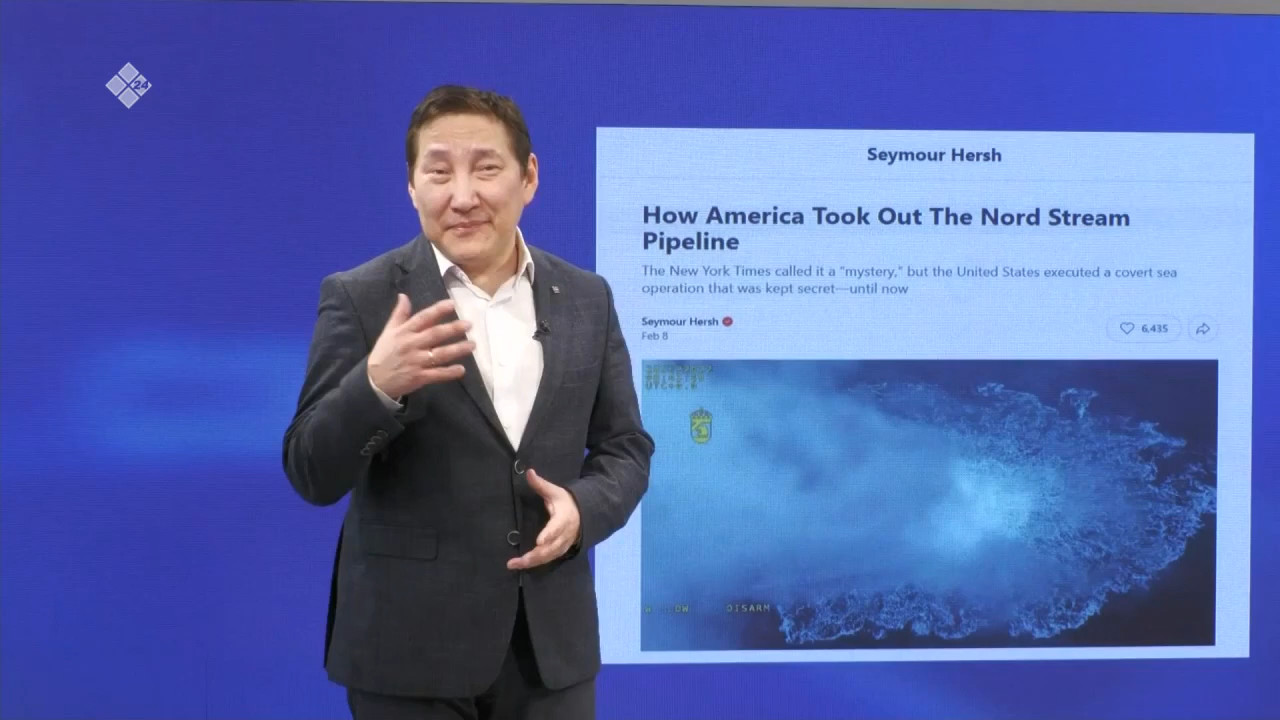 24
Seymour Hersh
How America Took Out The Nord Stream
Pipeline
The New York Times called it a "mystery," but the United States executed a covert sea
operation that was kept secret—until now
Seymour Hersh
Feb 8
6,435
DISARM